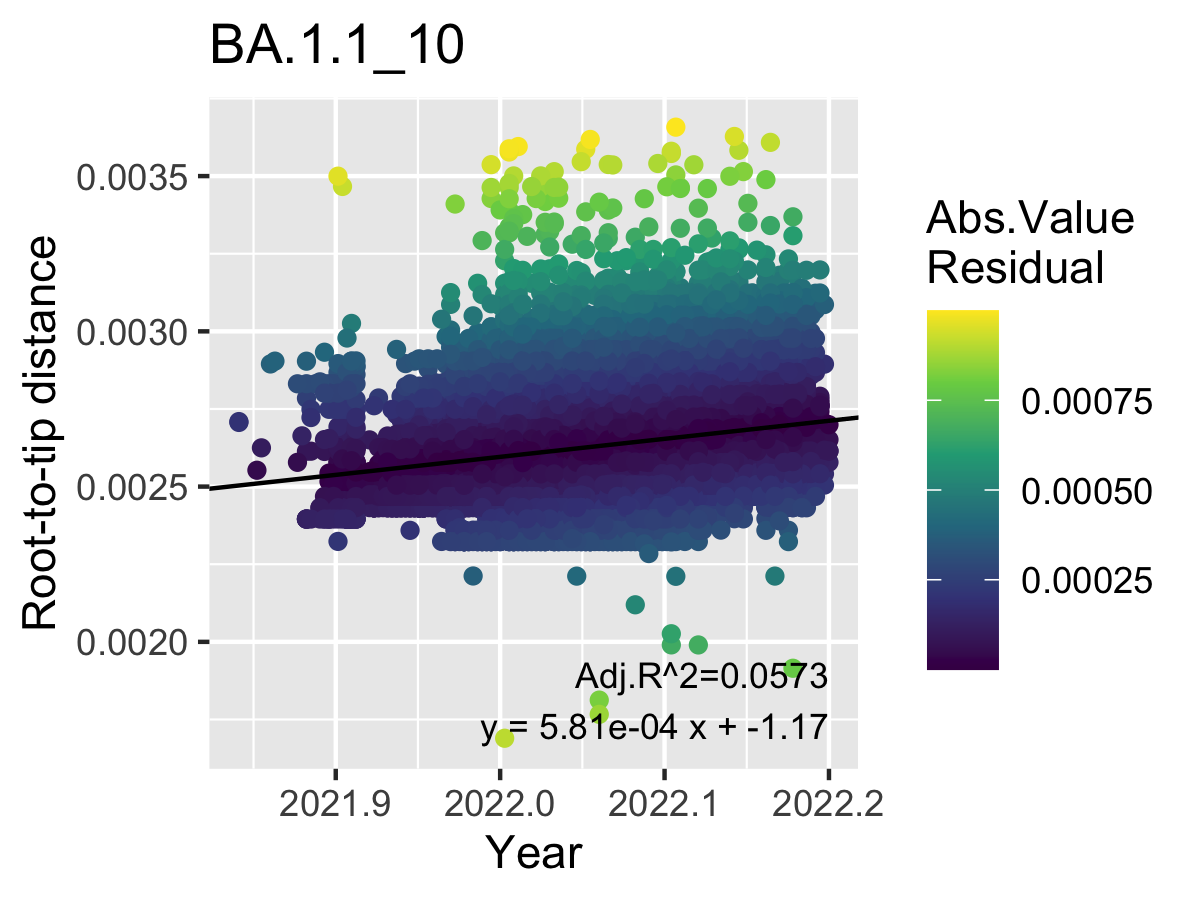 BA.1.1_10
Root-to-tip distance
0.0035
0.0030
0.0025
0.0020
Adj.R^2=0.0573
y = 5.81e-04 x + -1.17
2021.9 2022.0 2022.1 2022.2
Year
Abs.Value
Residual
0.00075
0.00050
0.00025